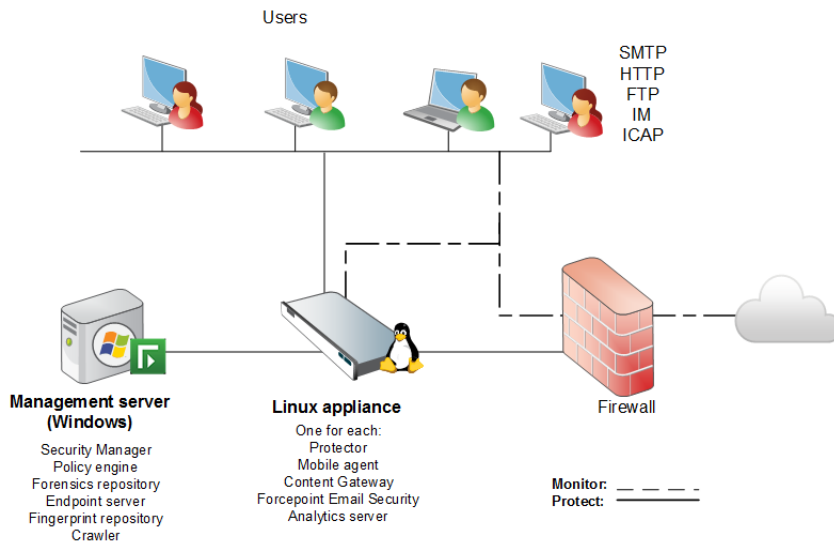 Users
SMTP
HTTP
FTP
IM
ICAP
Management server
(Windows)
Security Manager
Policy engine
Forensics repository
Endpoint server
Fingerprint repository
Crawler
Linux appliance
One for each:
Protector
Mobile agent
Content Gateway
Forcepoint Email Security
Analytics server
Firewall
Monitor:
Protect: